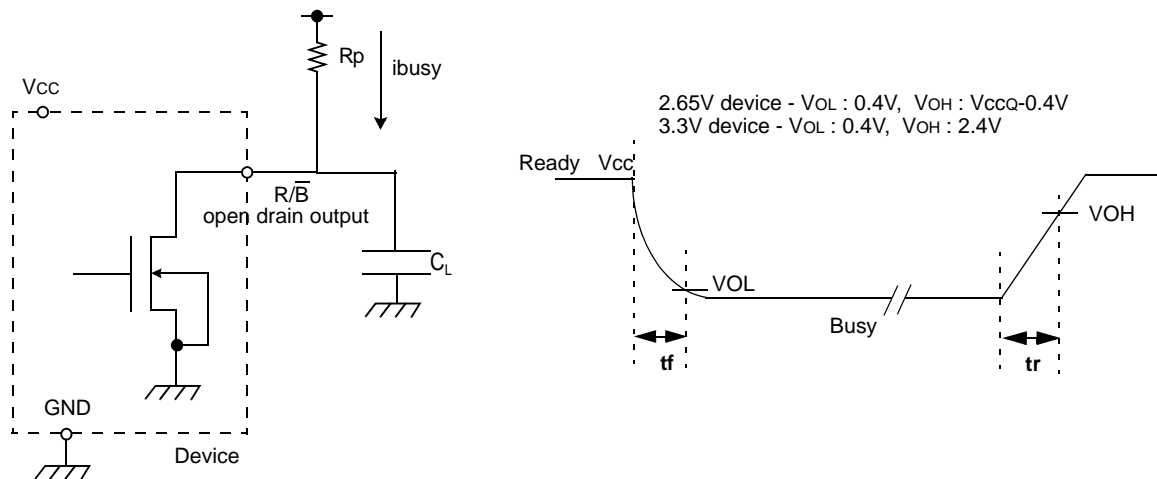 Rp
ibusy
VCC
R/B̅
open drain output
CL
GND
Device
2.65V device - VOL : 0.4V, VOH : VCCQ-0.4V
3.3V device - VOL : 0.4V, VOH : 2.4V
Ready Vcc
VOH
VOL
Busy
tf
tr